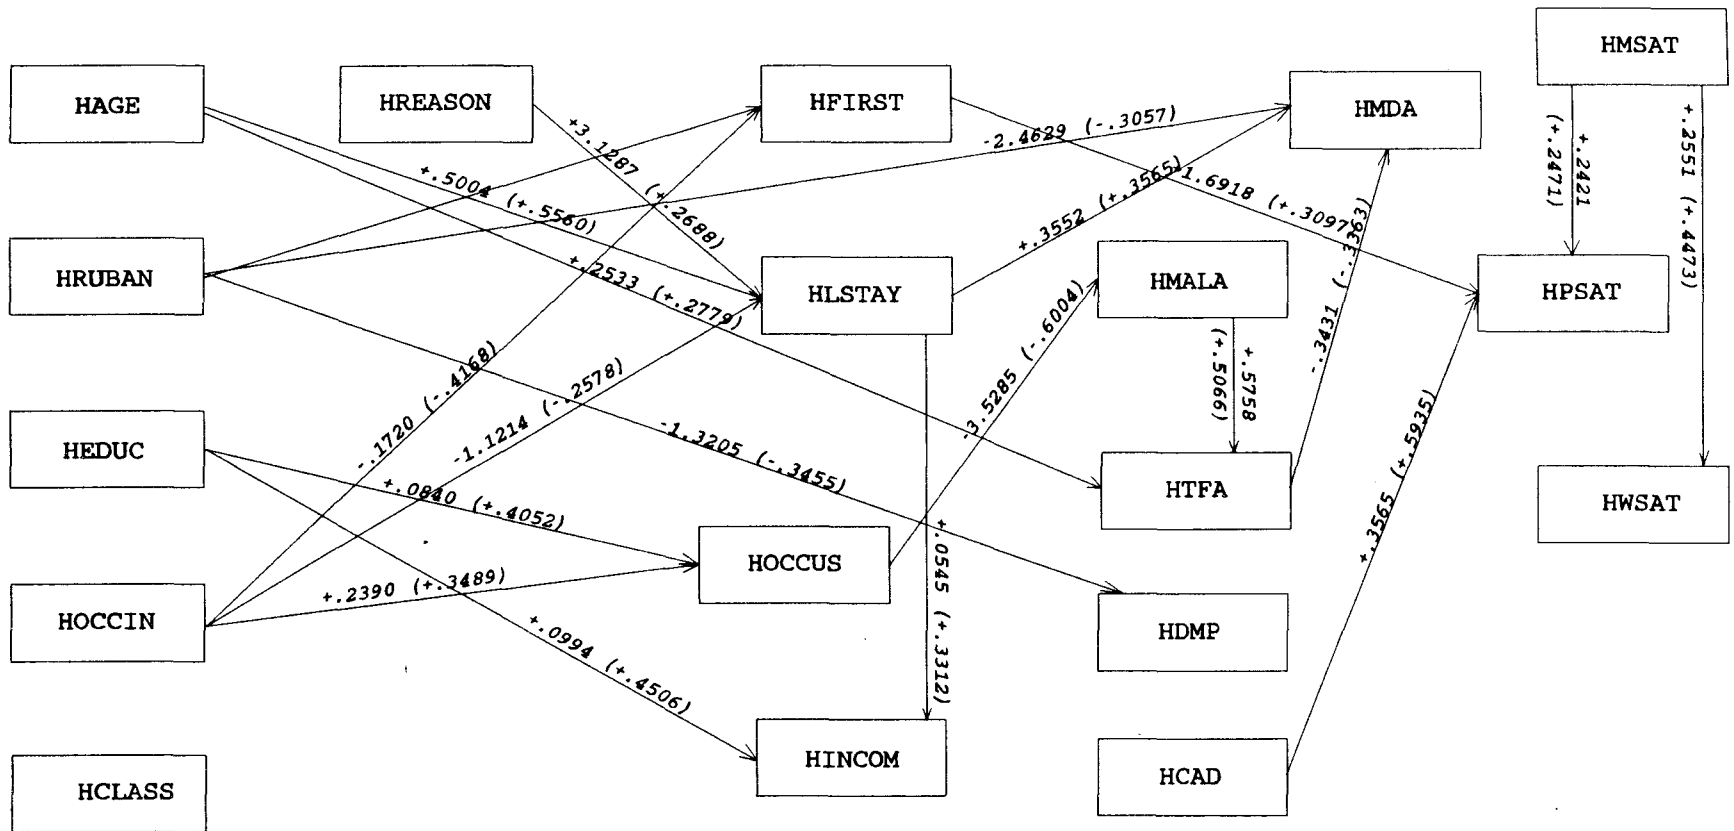 HMSAT
HAGE
HREASON
HFIRST
HMDA
+3.1287 (+.2688)
-2.4629 (-.3057)
+.2421
(+.2471)
+.2551 (+.4473)
+.5004 (+.5560)
+.3552 (+.3565)
1.6918 (+.3097)
HRUBAN
+.2533 (+.2779)
HLSTAY
HMALA
HPSAT
-.3431 (-.3363)
-3.5285 (-.6004)
+.5758
(+.5066)
-.1720 (-.4168)
-1.1214 (-.2578)
HEDUC
-1.3205 (-.3455)
+.0840 (+.4052)
HTFA
HWSAT
+.3565 (+.5935)
HOCCUS
+.0545 (+.3312)
+.2390 (+.3489)
HOCCIN
HDMP
+.0994 (+.4506)
HINCOM
HCAD
HCLASS